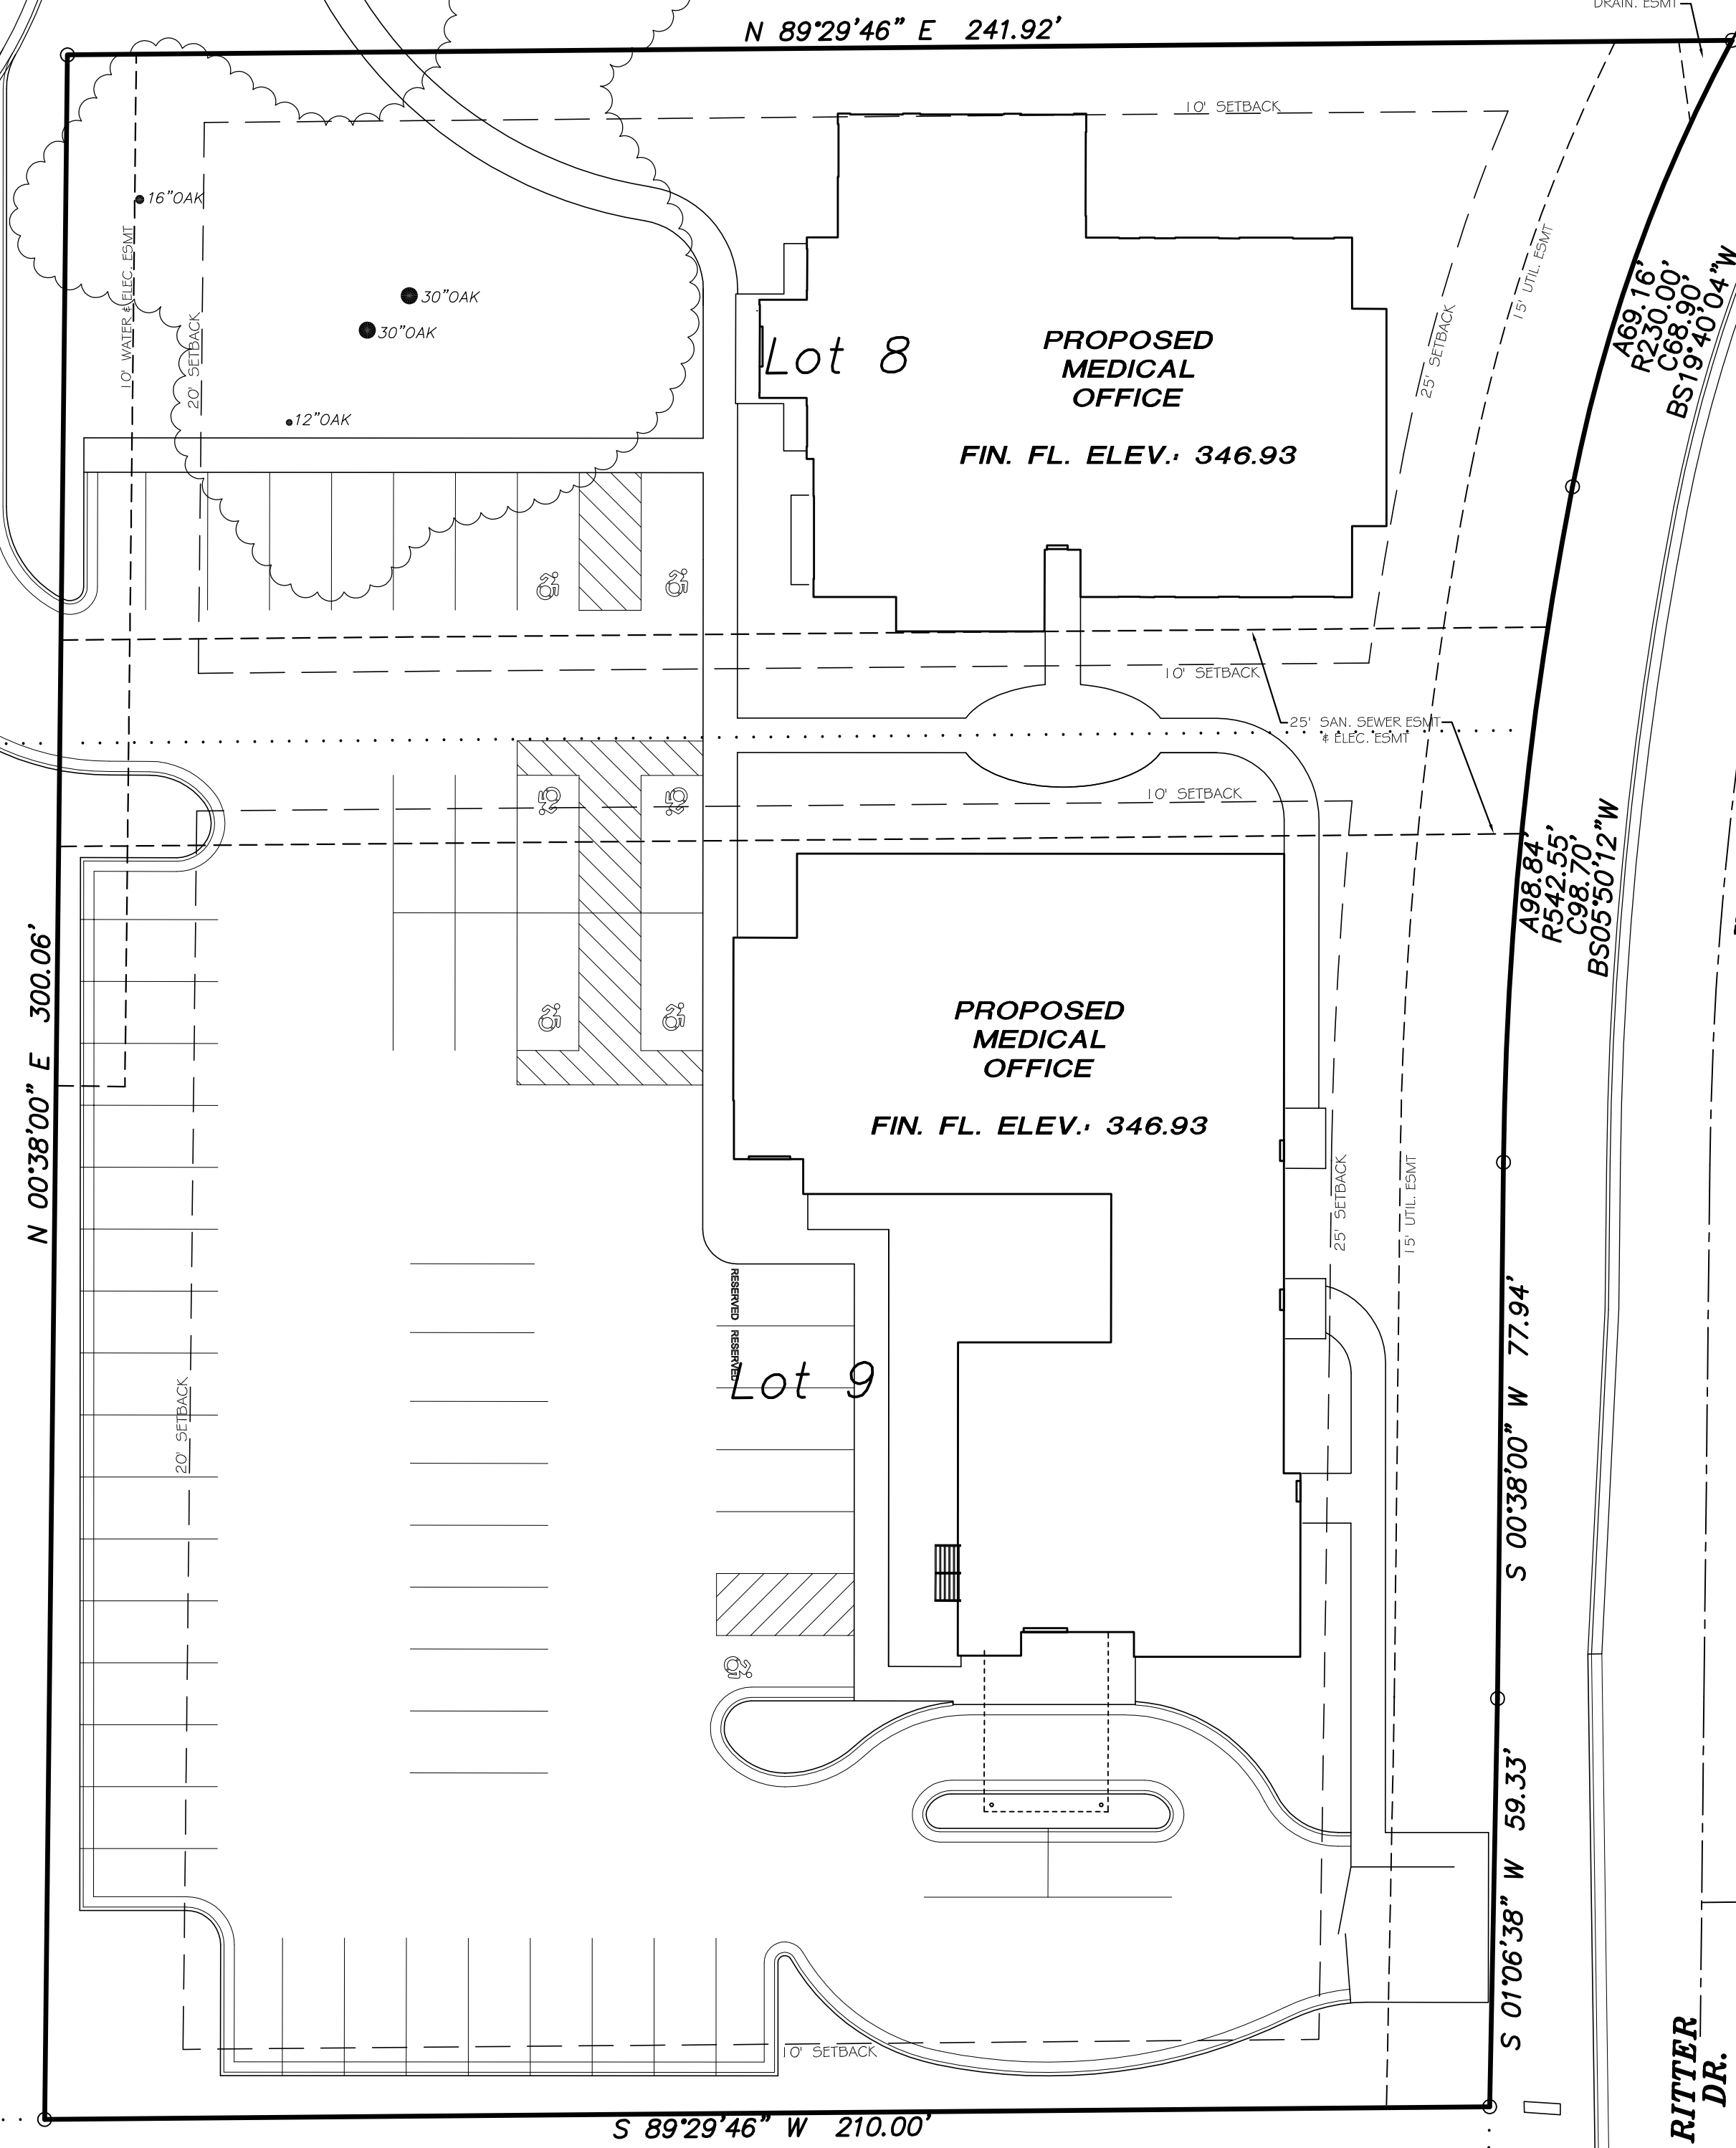 DRAIN. ESMT
N 89°29'46" E 241.92'
10' SETBACK
16"OAK
10' WATER & ELEC. ESMT
20' SETBACK
30"OAK
30"OAK
12"OAK
Lot 8
PROPOSED
MEDICAL
OFFICE
FIN. FL. ELEV.: 346.93
25' SETBACK
15' UTIL. ESMT
A69.16'
R230.00'
C68.90'
BS19°40'04"W
10' SETBACK
25' SAN. SEWER ESMT
& ELEC. ESMT
10' SETBACK
A98.84'
R542.55'
C98.70'
BS05°50'12"W
N 00°38'00" E 300.06'
PROPOSED
MEDICAL
OFFICE
FIN. FL. ELEV.: 346.93
25' SETBACK
15' UTIL. ESMT
RESERVED
RESERVED
Lot 9
20' SETBACK
S 00°38'00" W 77.94'
S 01°06'38" W 59.33'
10' SETBACK
S 89°29'46" W 210.00'
RITTER
DR.